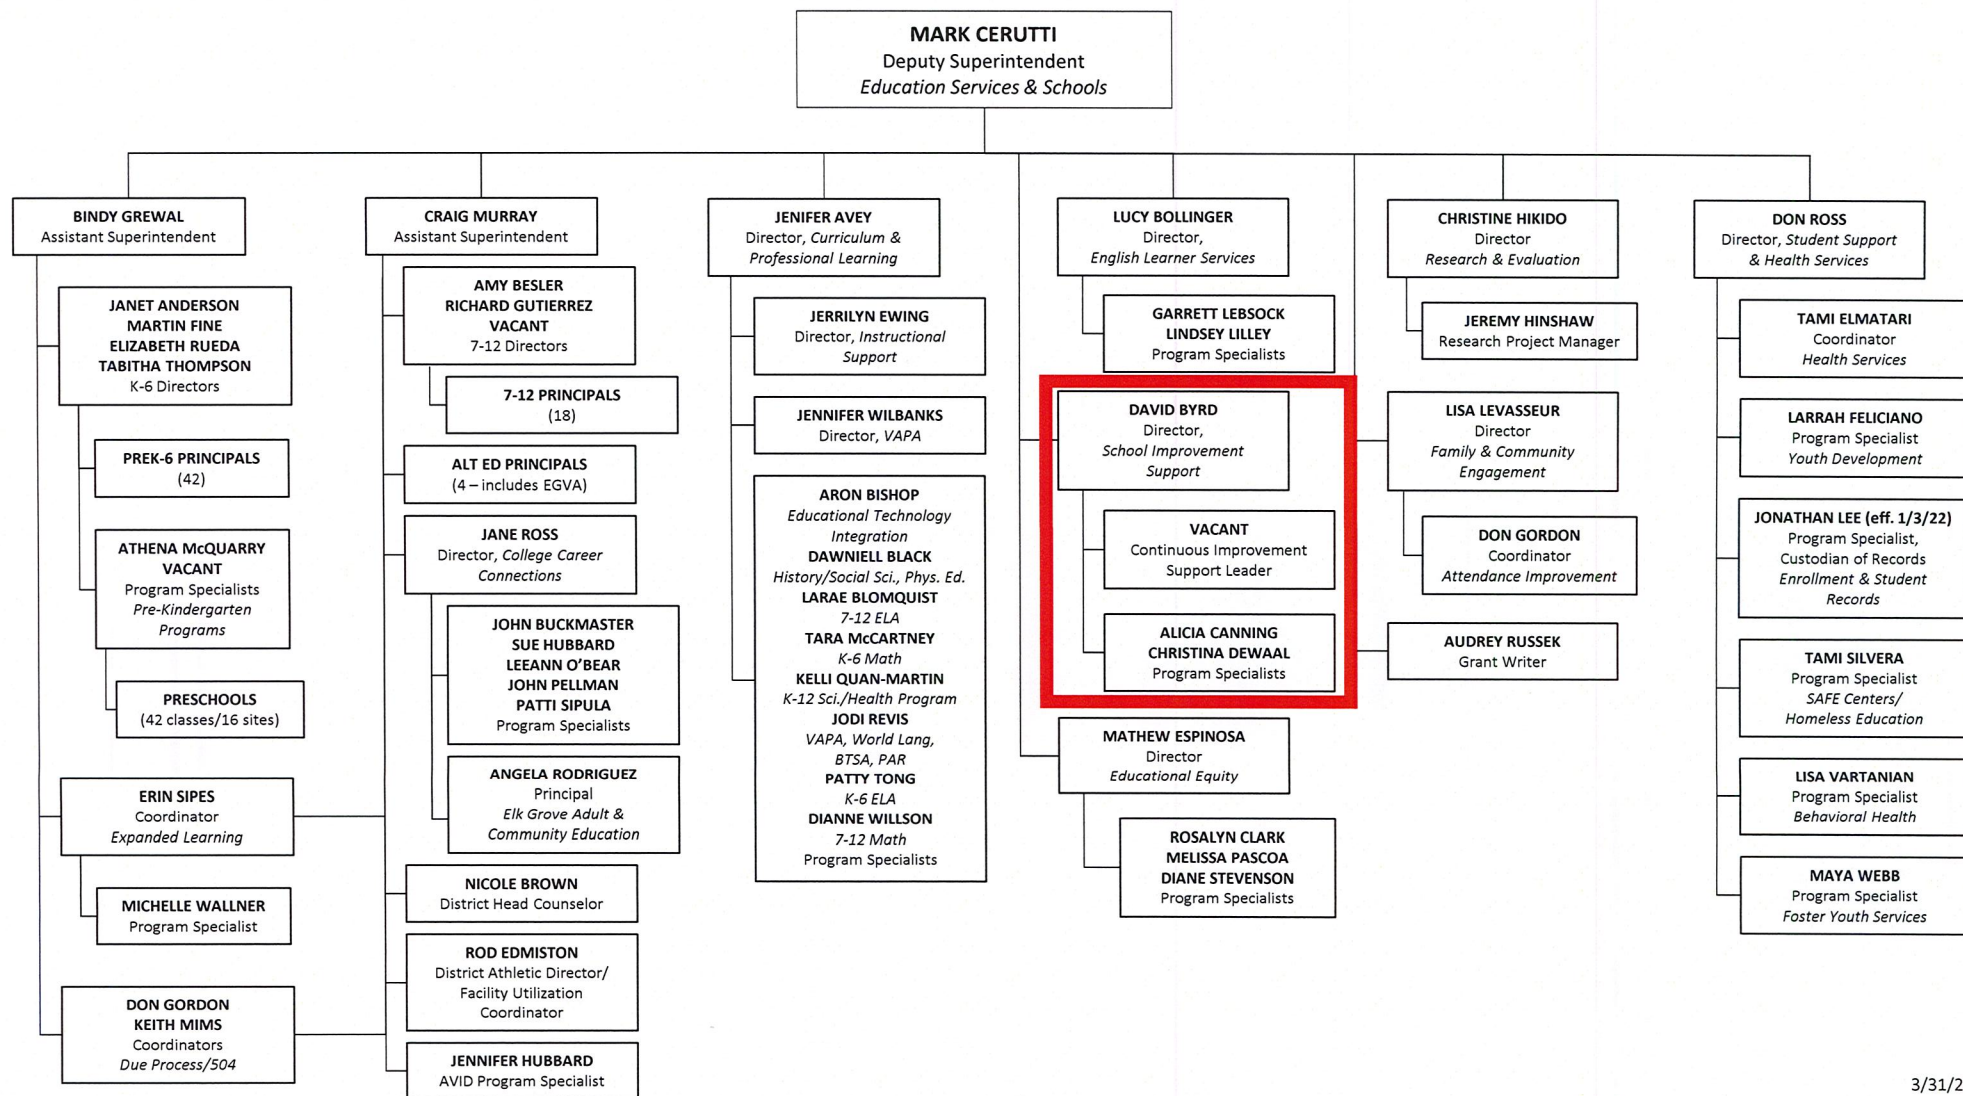 MARK CERUTTI
Deputy Superintendent
Education Services & Schools
BINDY GREWAL
Assistant Superintendent
JANET ANDERSON
MARTIN FINE
ELIZABETH RUEDA
TABITHA THOMPSON
K-6 Directors
PREK-6 PRINCIPALS
(42)
ATHENA McQUARRY
VACANT
Program Specialists
Pre-Kindergarten
Programs
PRESCHOOLS
(42 classes/16 sites)
ERIN SIPES
Coordinator
Expanded Learning
MICHELLE WALLNER
Program Specialist
DON GORDON
KEITH MIMS
Coordinators
Due Process/504
CRAIG MURRAY
Assistant Superintendent
AMY BESLER
RICHARD GUTIERREZ
VACANT
7-12 Directors
7-12 PRINCIPALS
(18)
ALT ED PRINCIPALS
(4 – includes EGVA)
JANE ROSS
Director, College Career
Connections
JOHN BUCKMASTER
SUE HUBBARD
LEEANN O’BEAR
JOHN PELLMAN
PATTI SIPULA
Program Specialists
ANGELA RODRIGUEZ
Principal
Elk Grove Adult &
Community Education
NICOLE BROWN
District Head Counselor
ROD EDMISTON
District Athletic Director/
Facility Utilization
Coordinator
JENNIFER HUBBARD
AVID Program Specialist
JENIFER AVEY
Director, Curriculum &
Professional Learning
JERRILYN EWING
Director, Instructional
Support
JENNIFER WILBANKS
Director, VAPA
ARON BISHOP
Educational Technology
Integration
DAWNIELL BLACK
History/Social Sci., Phys. Ed.
LARAE BLOMQUIST
7-12 ELA
TARA McCARTNEY
K-6 Math
KELLI QUAN-MARTIN
K-12 Sci./Health Program
JODI REVIS
VAPA, World Lang,
BTSA, PAR
PATTY TONG
K-6 ELA
DIANNE WILLSON
7-12 Math
Program Specialists
LUCY BOLLINGER
Director,
English Learner Services
GARRETT LEBSOCK
LINDSEY LILLEY
Program Specialists
DAVID BYRD
Director,
School Improvement
Support
VACANT
Continuous Improvement
Support Leader
ALICIA CANNING
CHRISTINA DEWAAL
Program Specialists
MATHEW ESPINOSA
Director
Educational Equity
ROSALYN CLARK
MELISSA PASCOA
DIANE STEVENSON
Program Specialists
CHRISTINE HIKIDO
Director
Research & Evaluation
JEREMY HINSHAW
Research Project Manager
LISA LEVASSEUR
Director
Family & Community
Engagement
DON GORDON
Coordinator
Attendance Improvement
AUDREY RUSSEK
Grant Writer
DON ROSS
Director, Student Support
& Health Services
TAMI ELMATARI
Coordinator
Health Services
LARRAH FELICIANO
Program Specialist
Youth Development
JONATHAN LEE (eff. 1/3/22)
Program Specialist,
Custodian of Records
Enrollment & Student
Records
TAMI SILVERA
Program Specialist
SAFE Centers/
Homeless Education
LISA VARTANIAN
Program Specialist
Behavioral Health
MAYA WEBB
Program Specialist
Foster Youth Services
3/31/2